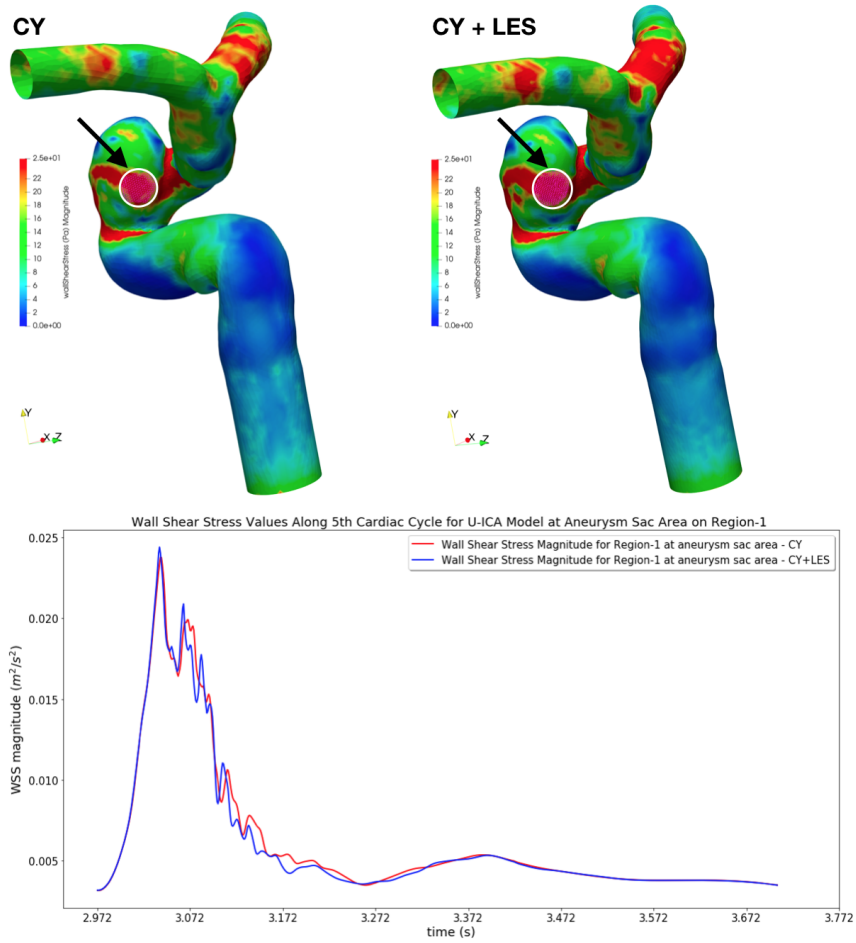 CY
CY + LES
2.5e+01
22
20
18
16
14
12
10
8
6
4
2
0.0e+00
wallShearStress (Pa) Magnitude
2.5e+01
22
20
18
16
14
12
10
8
6
4
2
0.0e+00
wallShearStress (Pa) Magnitude
Y
X Z
Y
X Z
Wall Shear Stress Values Along 5th Cardiac Cycle for U-ICA Model at Aneurysm Sac Area on Region-1
Wall Shear Stress Magnitude for Region-1 at aneurysm sac area - CY
Wall Shear Stress Magnitude for Region-1 at aneurysm sac area - CY+LES
WSS magnitude (m²/s²)
0.025
0.020
0.015
0.010
0.005
2.972 3.072 3.172 3.272 3.372 3.472 3.572 3.672 3.772
time (s)